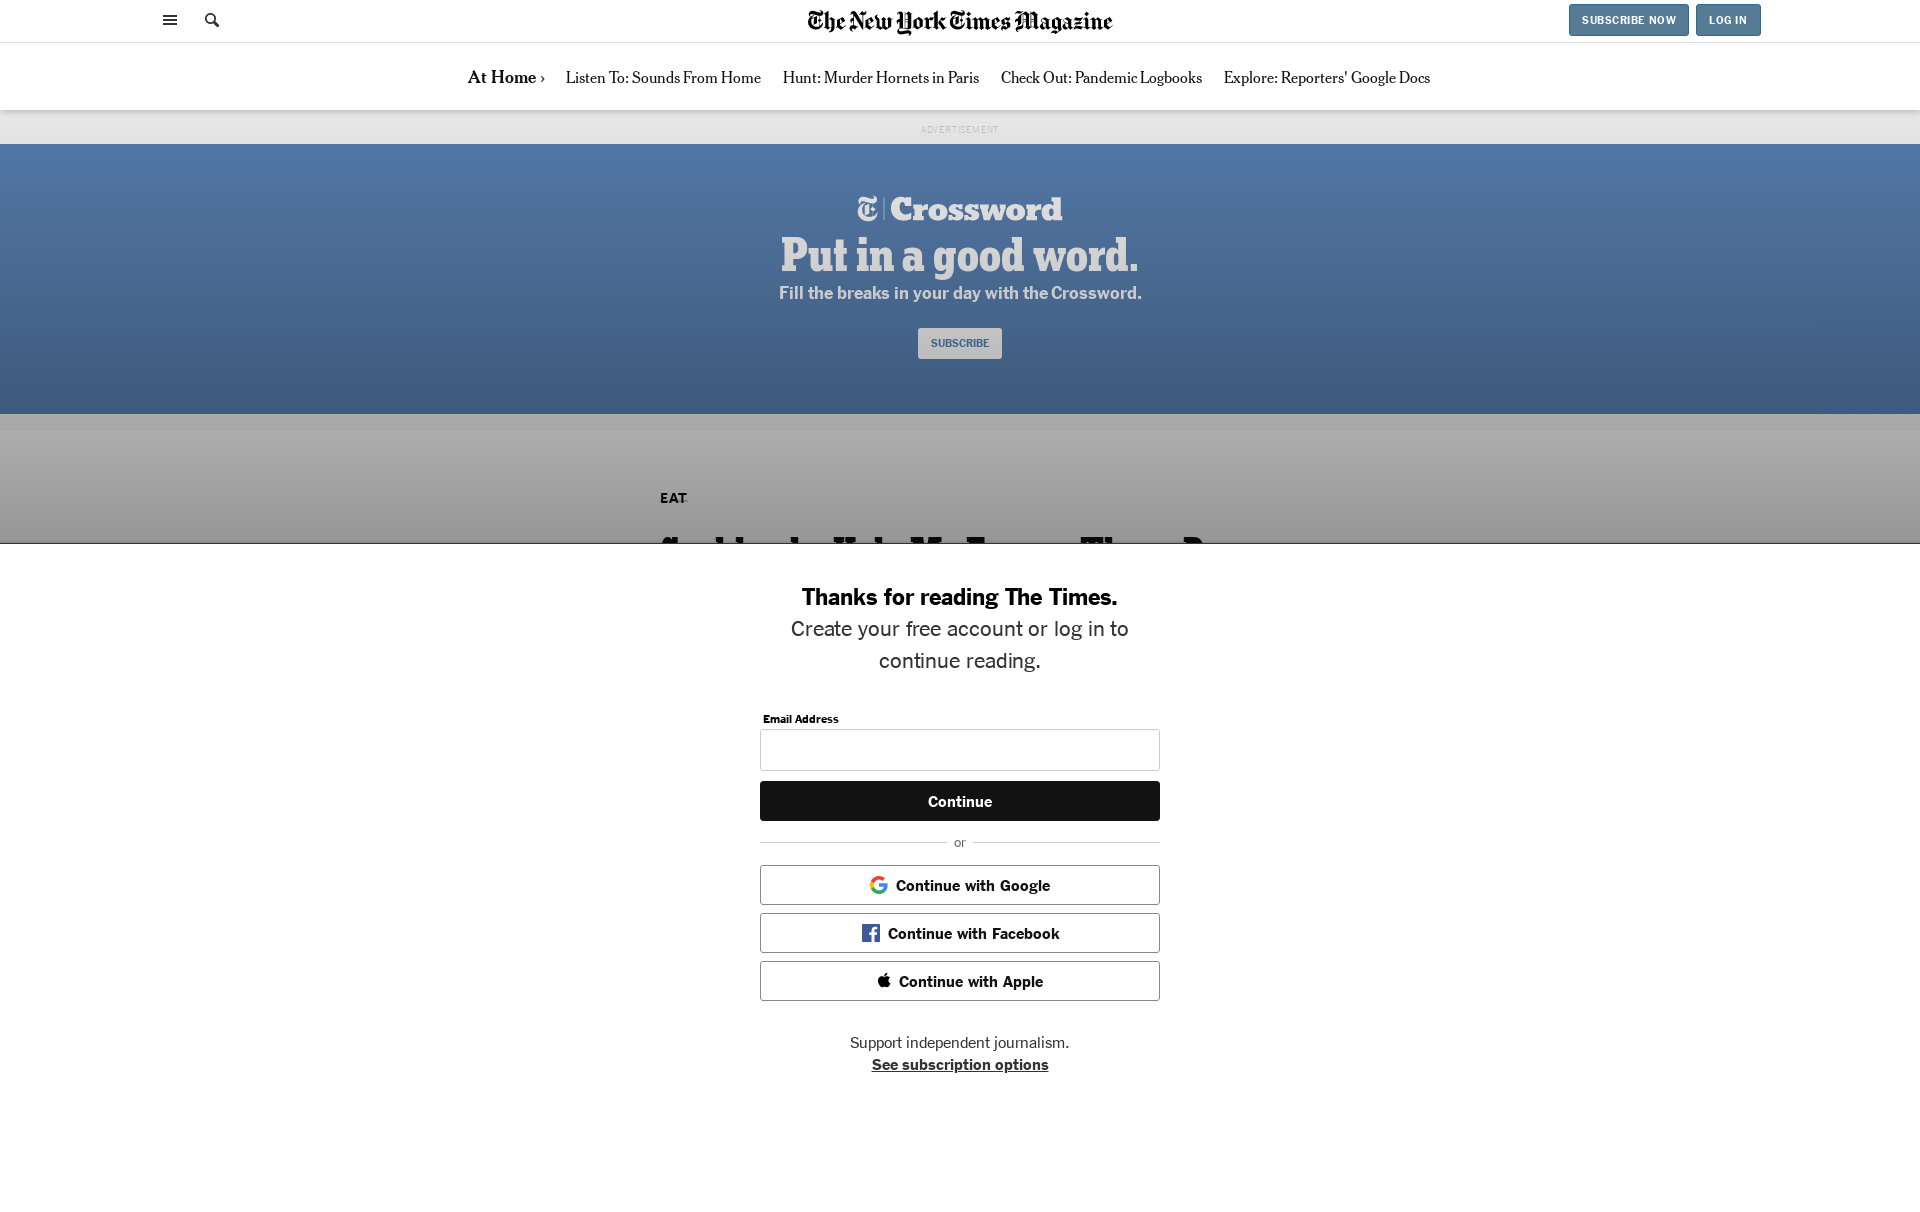 The New York Times Magazine
SUBSCRIBE NOW
LOG IN
At Home ›
Listen To: Sounds From Home
Hunt: Murder Hornets in Paris
Check Out: Pandemic Logbooks
Explore: Reporters' Google Docs
ADVERTISEMENT
T | Crossword
Put in a good word.
Fill the breaks in your day with the Crossword.
SUBSCRIBE
EAT
Thanks for reading The Times.
Create your free account or log in to
continue reading.
Email Address
Continue
or
Continue with Google
Continue with Facebook
Continue with Apple
Support independent journalism.
See subscription options